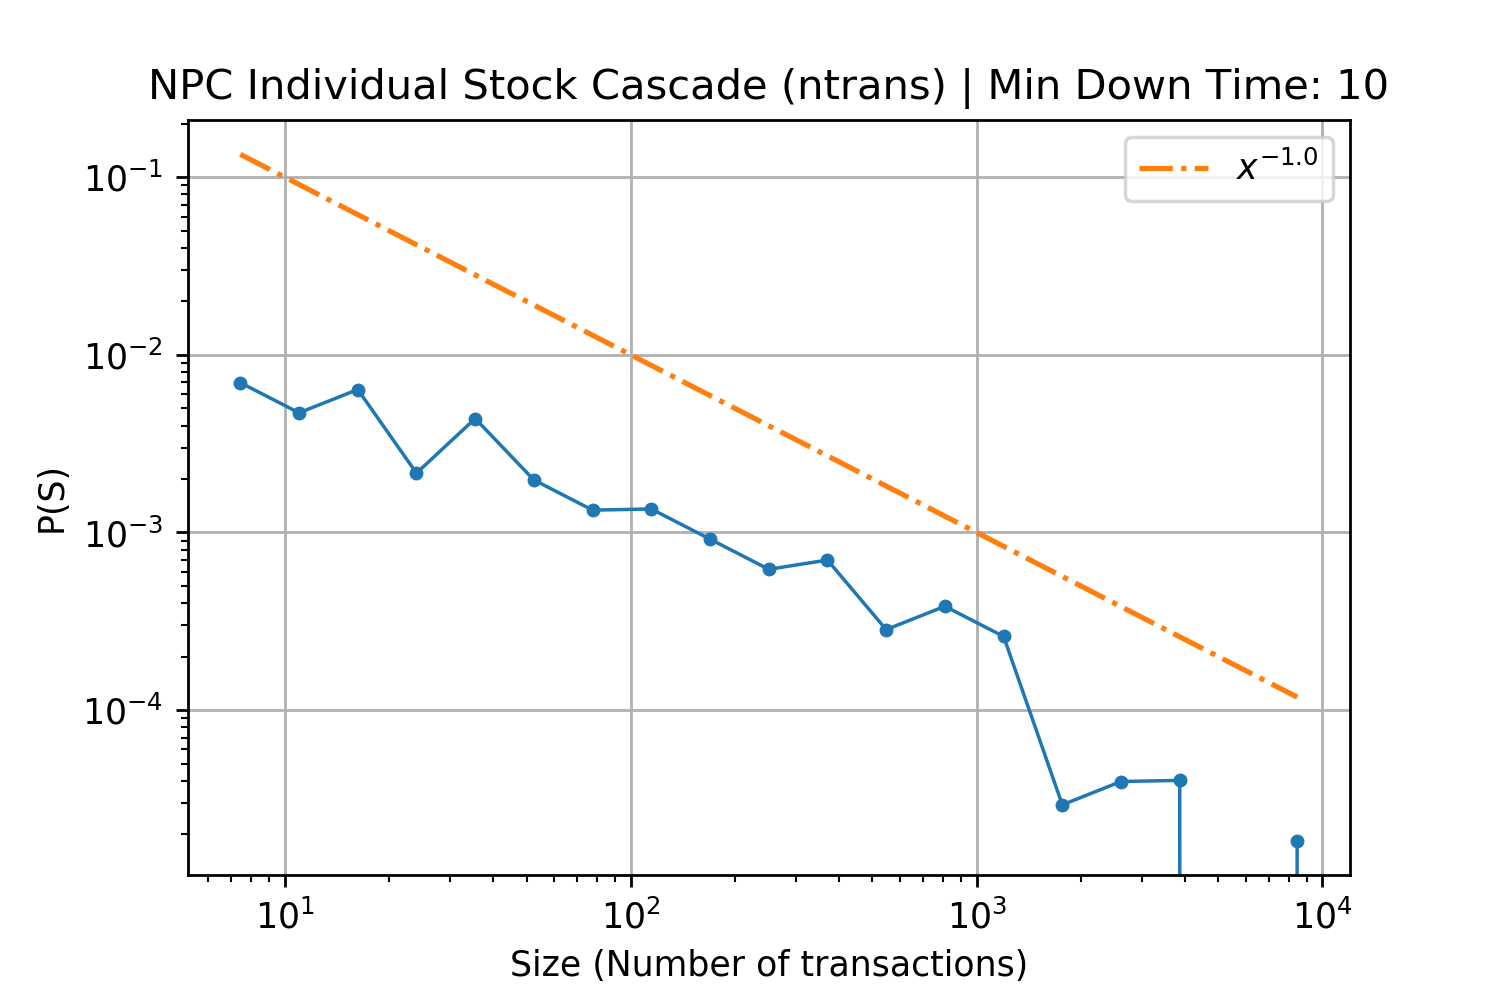 NPC Individual Stock Cascade (ntrans) | Min Down Time: 10
x^{-1.0}
P(S)
10^{-1}
10^{-2}
10^{-3}
10^{-4}
10^1
10^2
10^3
10^4
Size (Number of transactions)